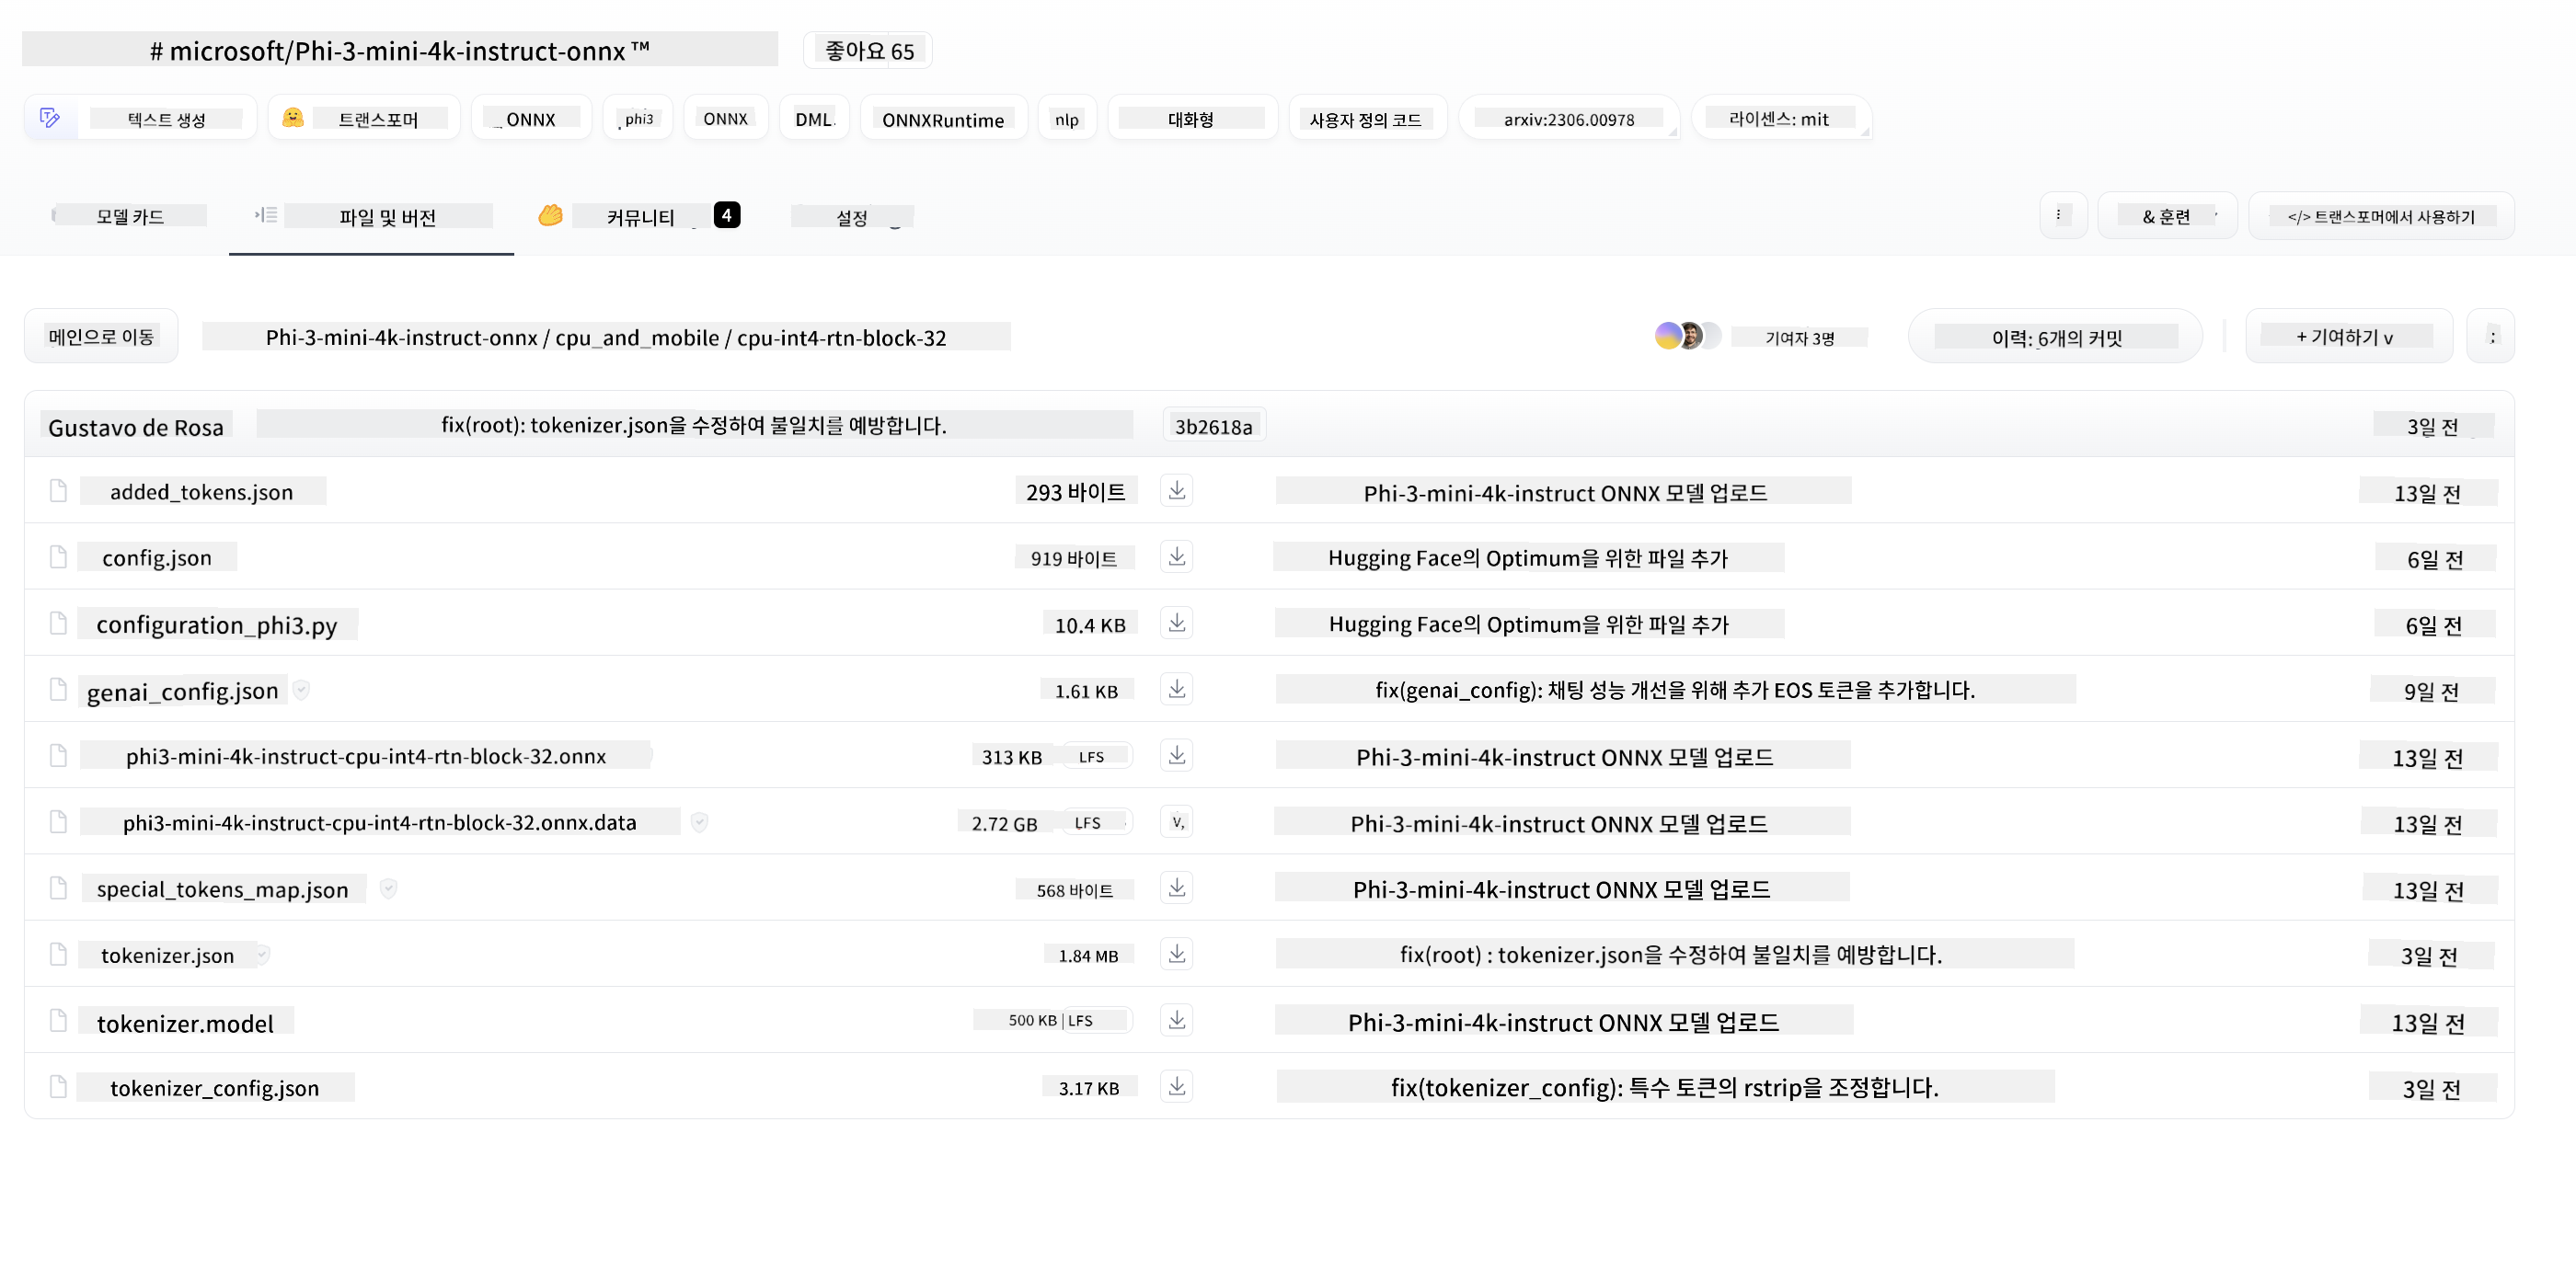 # microsoft/Phi-3-mini-4k-instruct-onnx ™ 좋아요 65
텍스트 생성 트랜스포머 ONNX phi3 ONNX DML ONNXRuntime nlp 대화형 사용자 정의 코드 arxiv:2306.00978 라이센스: mit
모델 카드 파일 및 버전 커뮤니티 4 설정 ⋮ & 훈련 </> 트랜스포머에서 사용하기
메인으로 이동 Phi-3-mini-4k-instruct-onnx / cpu_and_mobile / cpu-int4-rtn-block-32 기여자 3명 이력: 6개의 커밋 + 기여하기 v :
Gustavo de Rosa fix(root): tokenizer.json을 수정하여 불일치를 예방합니다. 3b2618a 3일 전
added_tokens.json 293 바이트 Phi-3-mini-4k-instruct ONNX 모델 업로드 13일 전
config.json 919 바이트 Hugging Face의 Optimum을 위한 파일 추가 6일 전
configuration_phi3.py 10.4 KB Hugging Face의 Optimum을 위한 파일 추가 6일 전
genai_config.json 1.61 KB fix(genai_config): 채팅 성능 개선을 위해 추가 EOS 토큰을 추가합니다. 9일 전
phi3-mini-4k-instruct-cpu-int4-rtn-block-32.onnx 313 KB LFS Phi-3-mini-4k-instruct ONNX 모델 업로드 13일 전
phi3-mini-4k-instruct-cpu-int4-rtn-block-32.onnx.data 2.72 GB LFS V, Phi-3-mini-4k-instruct ONNX 모델 업로드 13일 전
special_tokens_map.json 568 바이트 Phi-3-mini-4k-instruct ONNX 모델 업로드 13일 전
tokenizer.json 1.84 MB fix(root) : tokenizer.json을 수정하여 불일치를 예방합니다. 3일 전
tokenizer.model 500 KB | LFS Phi-3-mini-4k-instruct ONNX 모델 업로드 13일 전
tokenizer_config.json 3.17 KB fix(tokenizer_config): 특수 토큰의 rstrip을 조정합니다. 3일 전